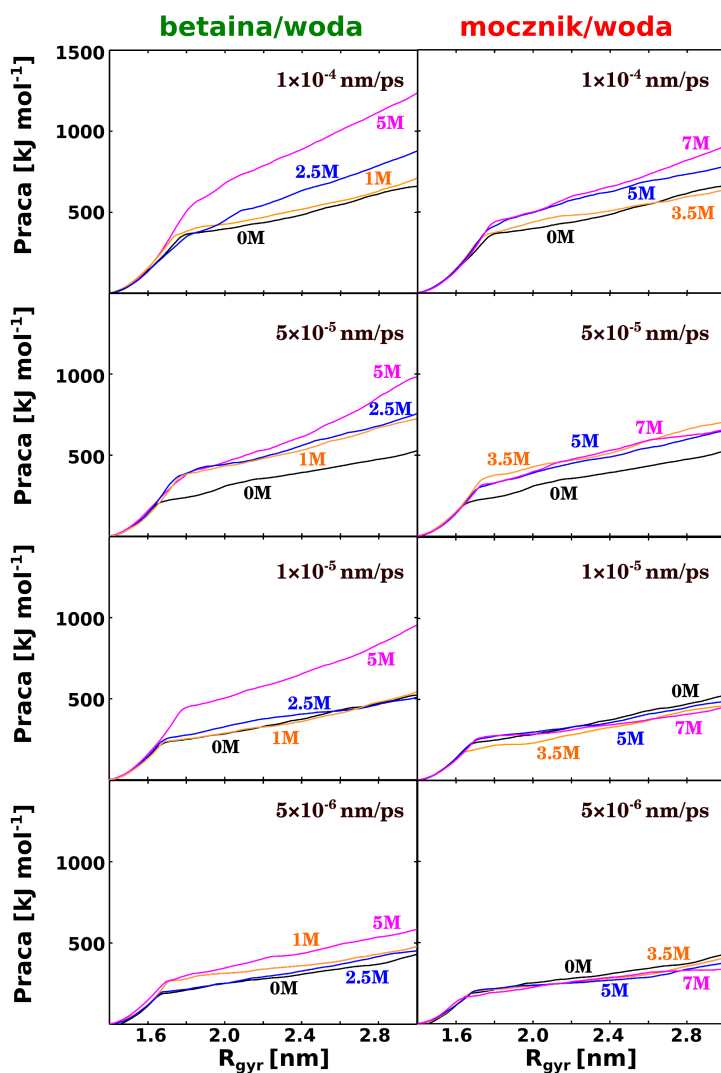 betaina/woda
mocznik/woda
Praca [kJ mol⁻¹]
1500
1000
500
1×10⁻⁴ nm/ps
5M
2.5M
1M
0M
1×10⁻⁴ nm/ps
7M
5M
3.5M
0M
Praca [kJ mol⁻¹]
1000
500
5×10⁻⁵ nm/ps
5M
2.5M
1M
0M
5×10⁻⁵ nm/ps
7M
5M
3.5M
0M
Praca [kJ mol⁻¹]
1000
500
1×10⁻⁵ nm/ps
5M
2.5M
0M
1M
1×10⁻⁵ nm/ps
0M
7M
5M
3.5M
Praca [kJ mol⁻¹]
1000
500
5×10⁻⁶ nm/ps
5M
1M
0M
2.5M
5×10⁻⁶ nm/ps
3.5M
0M
5M
7M
1.6 2.0 2.4 2.8
1.6 2.0 2.4 2.8
R_gyr [nm]
R_gyr [nm]